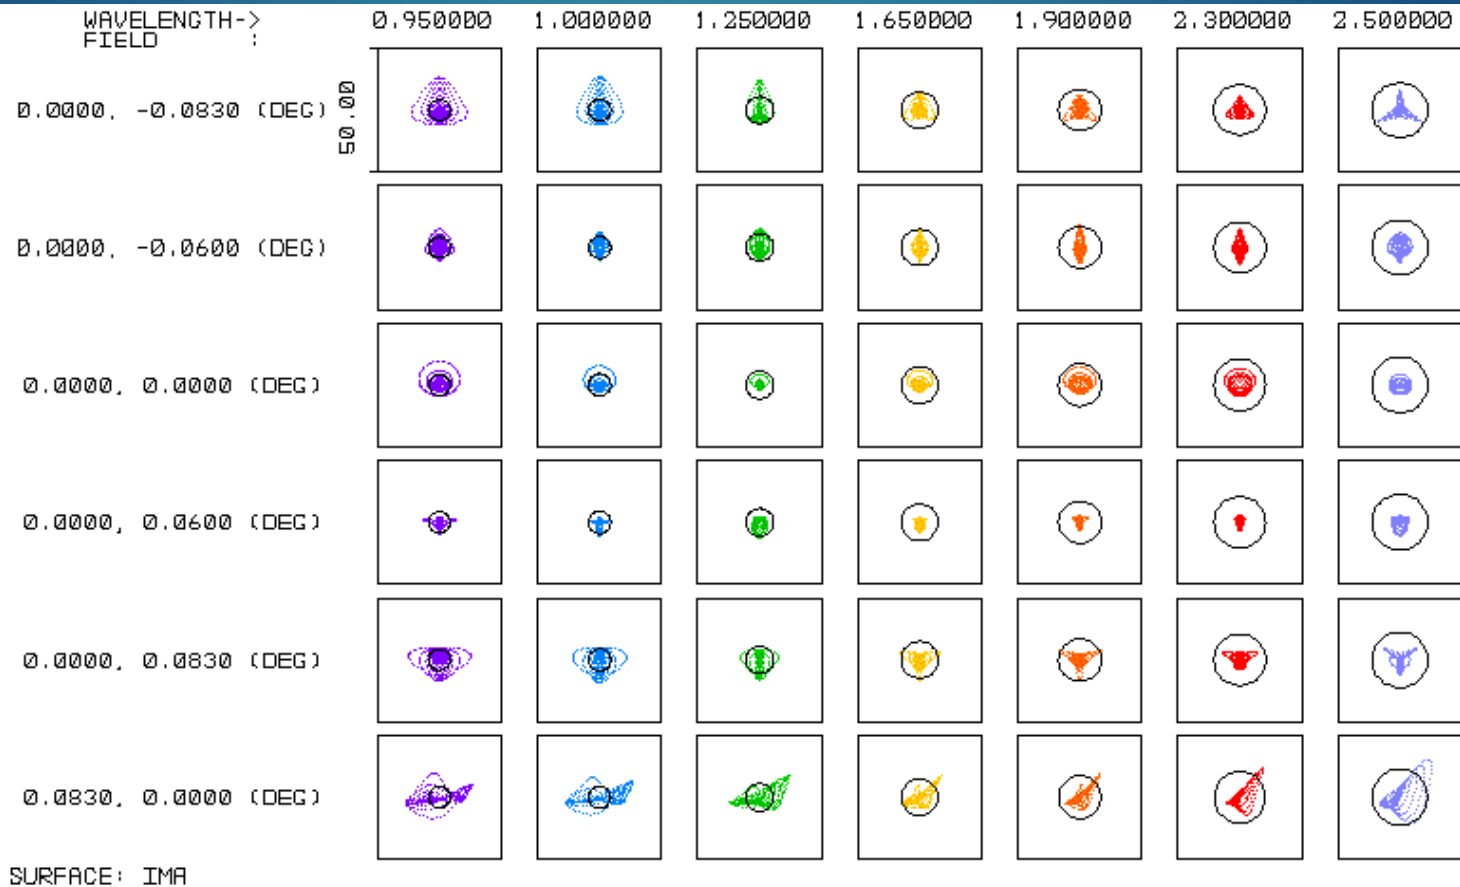 WAVELENGTH-> 0.950000 1.000000 1.250000 1.650000 1.900000 2.300000 2.500000
FIELD :
0.0000, -0.0830 (DEG) 50.00
0.0000, -0.0600 (DEG)
0.0000, 0.0000 (DEG)
0.0000, 0.0600 (DEG)
0.0000, 0.0830 (DEG)
0.0830, 0.0000 (DEG)
SURFACE: IMA